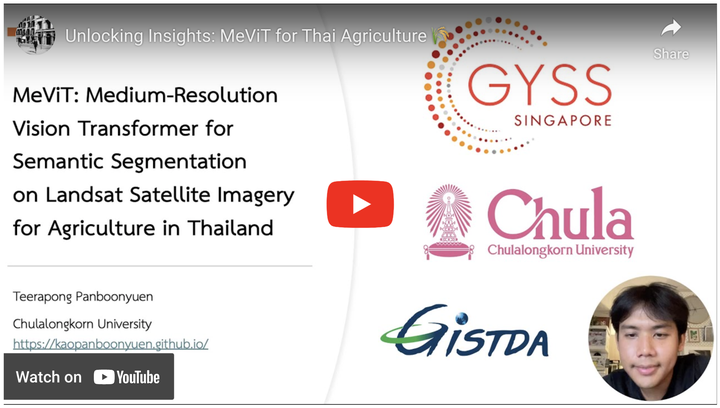 Unlocking Insights: MeViT for Thai Agriculture
Share
MeViT: Medium-Resolution
Vision Transformer for
Semantic Segmentation
on Landsat Satellite Imagery
for Agriculture in Thailand
Teerapong Panboonyuen
Chulalongkorn University
https://kaopanboonyuen.github.io/
Watch on YouTube
GYSS
SINGAPORE
Chula
Chulalongkorn University
GISTDA